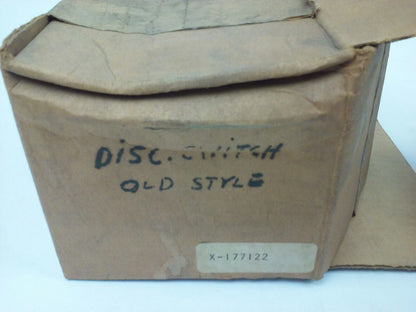 DISC. SWITCH
OLD STYLE
X-177122